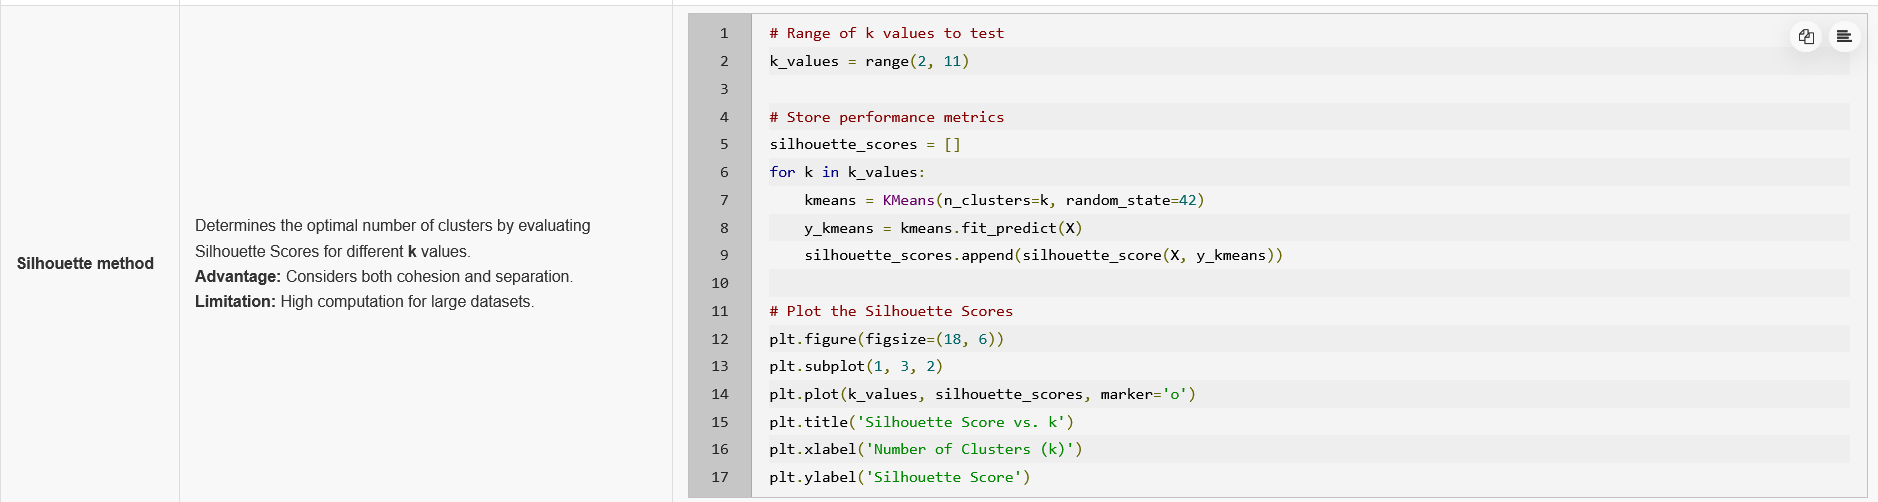 Silhouette method
Determines the optimal number of clusters by evaluating
Silhouette Scores for different k values.
Advantage: Considers both cohesion and separation.
Limitation: High computation for large datasets.
1 # Range of k values to test
2 k_values = range(2, 11)
3
4 # Store performance metrics
5 silhouette_scores = []
6 for k in k_values:
7     kmeans = KMeans(n_clusters=k, random_state=42)
8     y_kmeans = kmeans.fit_predict(X)
9     silhouette_scores.append(silhouette_score(X, y_kmeans))
10
11 # Plot the Silhouette Scores
12 plt.figure(figsize=(18, 6))
13 plt.subplot(1, 3, 2)
14 plt.plot(k_values, silhouette_scores, marker='o')
15 plt.title('Silhouette Score vs. k')
16 plt.xlabel('Number of Clusters (k)')
17 plt.ylabel('Silhouette Score')